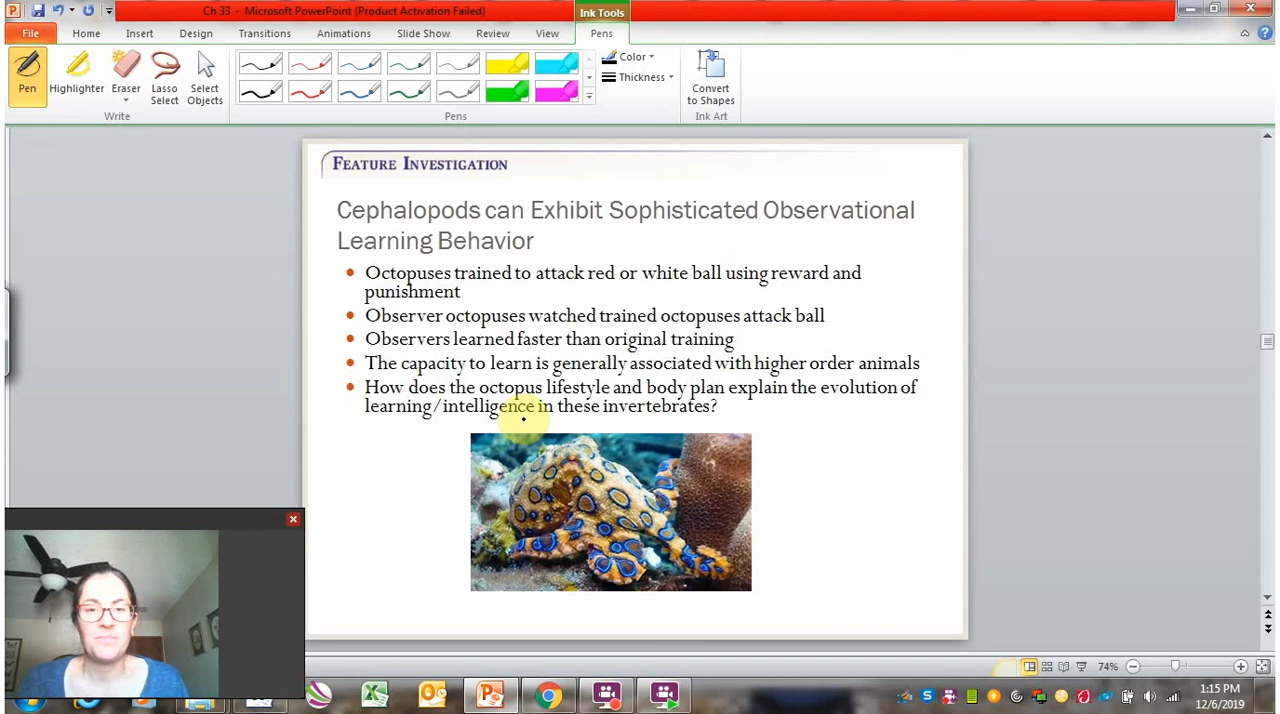 Ch 33 - Microsoft PowerPoint (Product Activation Failed)
Ink Tools
File
Home
Insert
Design
Transitions
Animations
Slide Show
Review
View
Pens
Pen
Highlighter
Eraser
Lasso
Select
Select
Objects
Color
Thickness
Convert
to Shapes
Write
Pens
Ink Art
FEATURE INVESTIGATION
Cephalopods can Exhibit Sophisticated Observational
Learning Behavior
• Octopuses trained to attack red or white ball using reward and
punishment
• Observer octopuses watched trained octopuses attack ball
• Observers learned faster than original training
• The capacity to learn is generally associated with higher order animals
• How does the octopus lifestyle and body plan explain the evolution of
learning/intelligence in these invertebrates?
74%
1:15 PM
12/6/2019